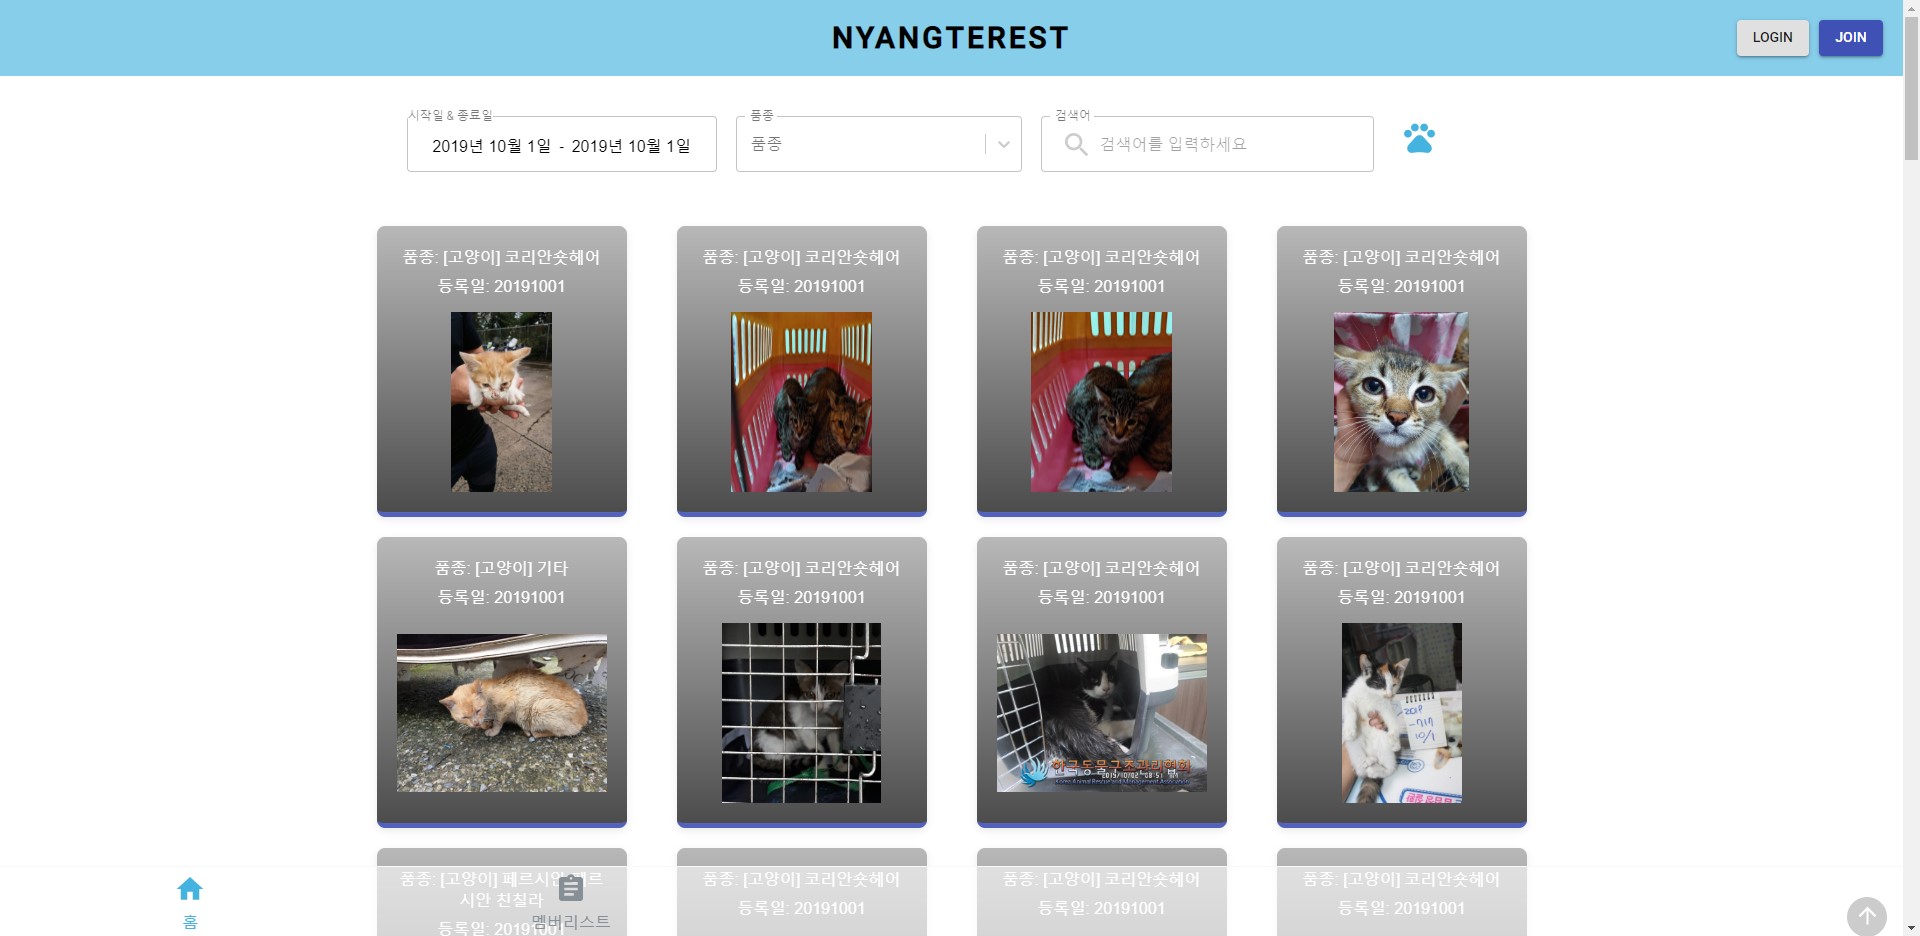 NYANGTEREST
LOGIN
JOIN
시작일 & 종료일
2019년 10월 1일 - 2019년 10월 1일
품종
품종
검색어
검색어를 입력하세요
품종: [고양이] 코리안숏헤어
등록일: 20191001
품종: [고양이] 코리안숏헤어
등록일: 20191001
품종: [고양이] 코리안숏헤어
등록일: 20191001
품종: [고양이] 코리안숏헤어
등록일: 20191001
품종: [고양이] 기타
등록일: 20191001
품종: [고양이] 코리안숏헤어
등록일: 20191001
품종: [고양이] 코리안숏헤어
등록일: 20191001
한국동물구조관리협회
Korea Animal Rescue and Management Association
품종: [고양이] 코리안숏헤어
등록일: 20191001
10/1
품종: [고양이] 페르시안
시안 친칠라
등록일: 20191001
품종: [고양이] 코리안숏헤어
등록일: 20191001
품종: [고양이] 코리안숏헤어
등록일: 20191001
품종: [고양이] 코리안숏헤어
등록일: 20191001
홈
멤버리스트